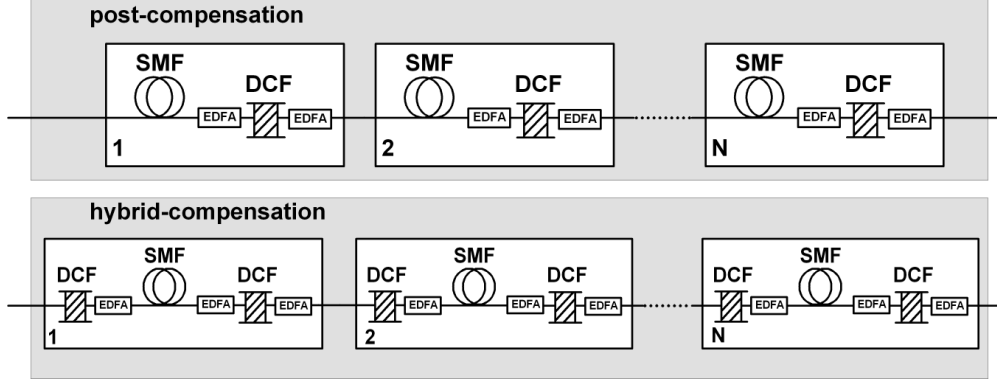 post-compensation
SMF SMF SMF
DCF DCF DCF
EDFA EDFA EDFA EDFA EDFA EDFA
1 2 N
hybrid-compensation
SMF SMF SMF
DCF DCF DCF DCF DCF DCF
EDFA EDFA EDFA EDFA EDFA EDFA EDFA EDFA EDFA
1 2 N